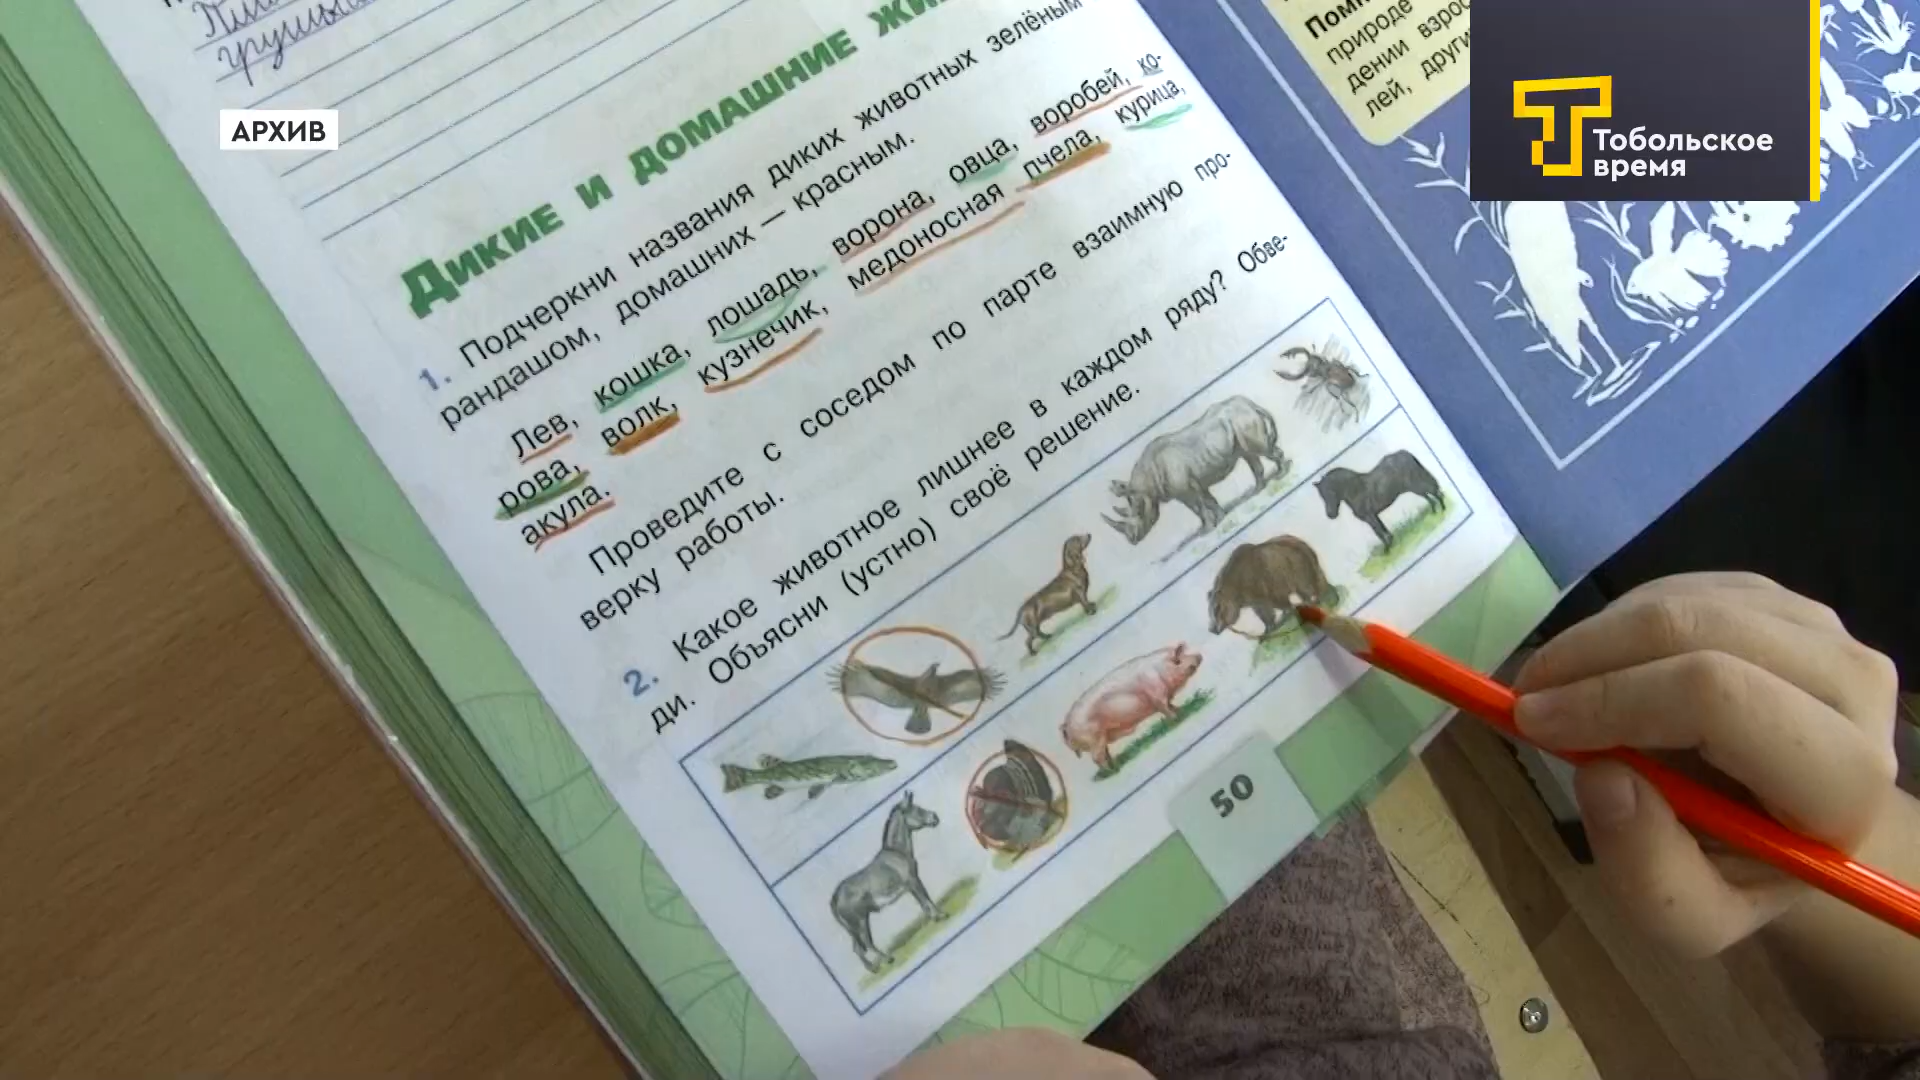 грушы
АРХИВ
Дикие и домашние
1. Подчеркни названия диких животных зелёным
рандашом, домашних — красным.
Лев, кошка, лошадь, ворона, овца, воробей, ко-
рова, волк, кузнечик, медоносная пчела, курица,
акула.
Проведите с соседом по парте взаимную про-
верку работы.
2. Какое животное лишнее в каждом ряду? Обве-
ди. Объясни (устно) своё решение.
50
природе
дении
лей,
Тобольское
время